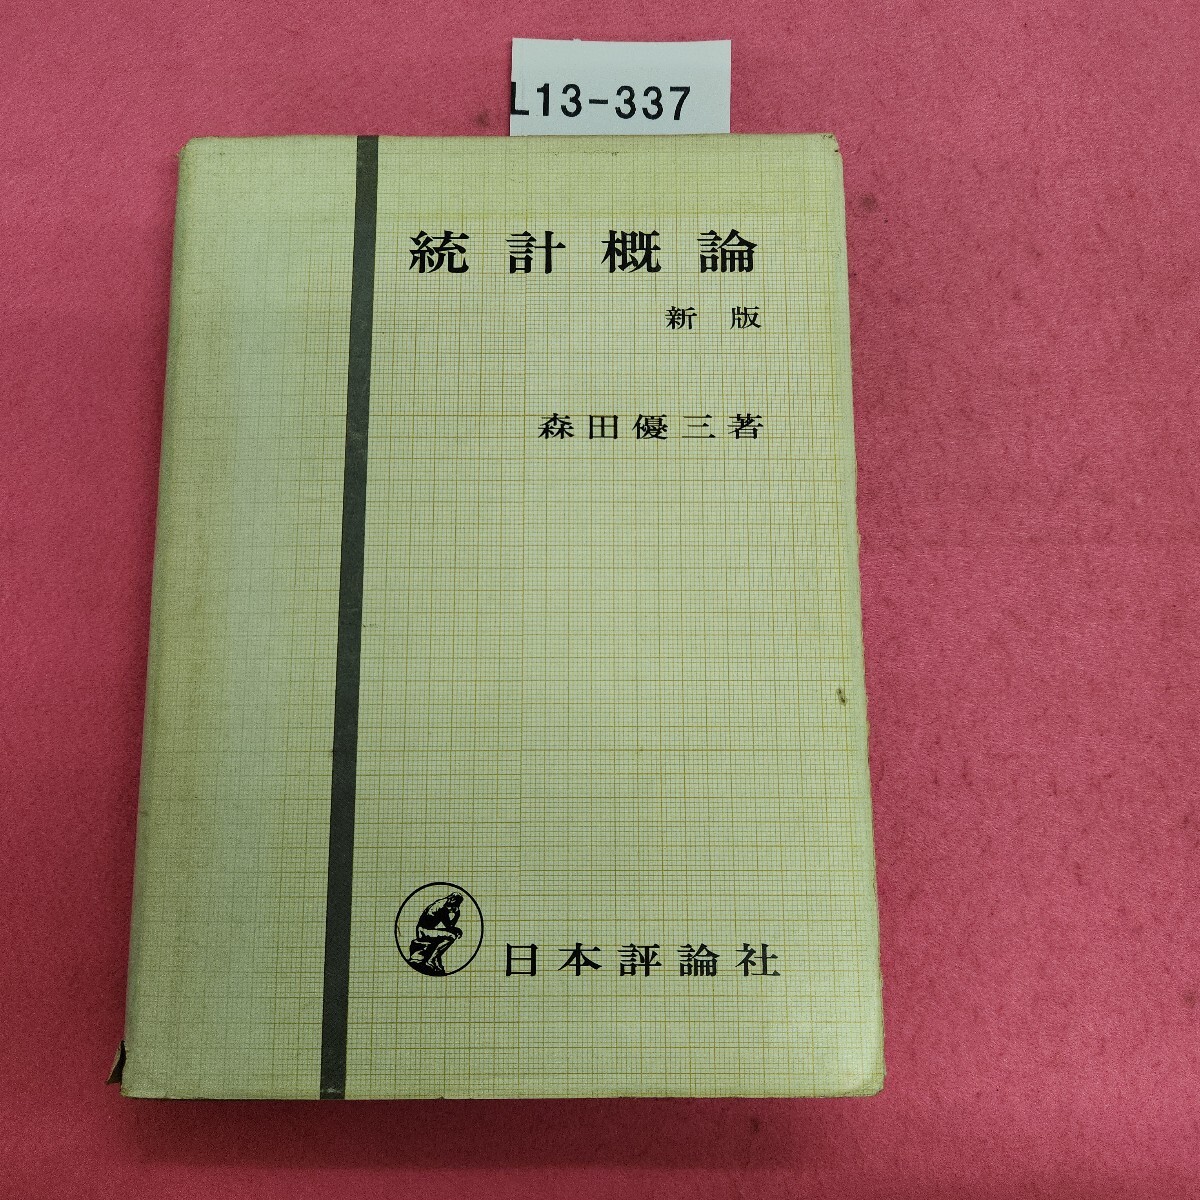 L13-337
統計概論
新版
森田優三著
日本評論社